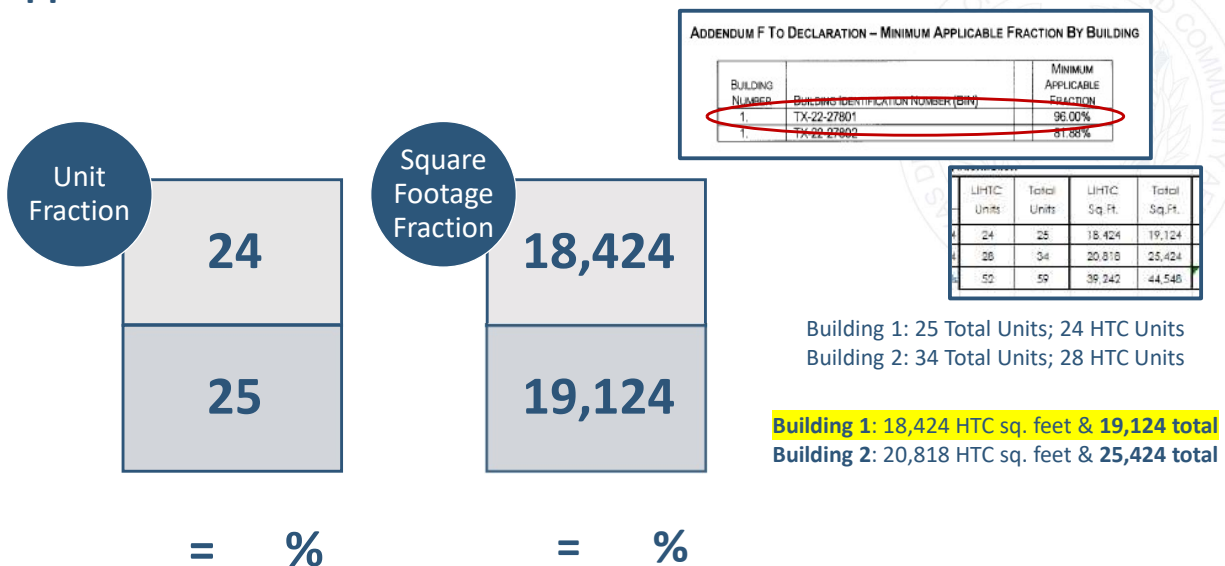 ADDENDUM F TO DECLARATION – MINIMUM APPLICABLE FRACTION BY BUILDING
BUILDING NUMBER BUILDING IDENTIFICATION NUMBER (BIN) MINIMUM APPLICABLE FRACTION
1. TX-22-27801 96.00%
1. TX-22-27802 81.88%
Unit
Fraction
24
25
= %
Square
Footage
Fraction
18,424
19,124
= %
LIHTC Units Total Units LIHTC Sq.Ft. Total Sq.Ft.
4 24 25 18,424 19,124
4 28 34 20,818 25,424
52 59 39,242 44,548
Building 1: 25 Total Units; 24 HTC Units
Building 2: 34 Total Units; 28 HTC Units
Building 1: 18,424 HTC sq. feet & 19,124 total
Building 2: 20,818 HTC sq. feet & 25,424 total